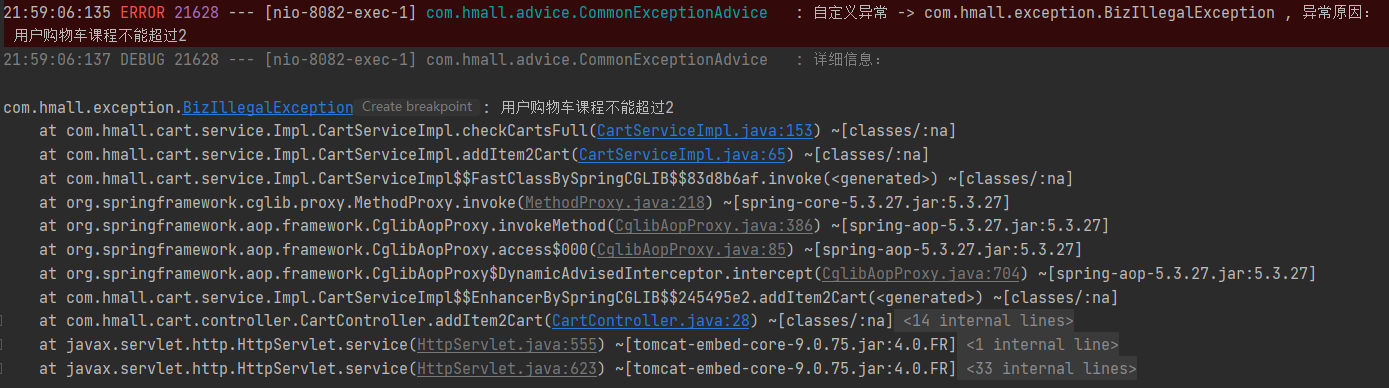 21:59:06:135 ERROR 21628 --- [nio-8082-exec-1] com.hmall.advice.CommonExceptionAdvice   : 自定义异常 -> com.hmall.exception.BizIllegalException , 异常原因:
用户购物车课程不能超过2
21:59:06:137 DEBUG 21628 --- [nio-8082-exec-1] com.hmall.advice.CommonExceptionAdvice   : 详细信息:
com.hmall.exception.BizIllegalException Create breakpoint : 用户购物车课程不能超过2
    at com.hmall.cart.service.Impl.CartServiceImpl.checkCartsFull(CartServiceImpl.java:153) ~[classes/:na]
    at com.hmall.cart.service.Impl.CartServiceImpl.addItem2Cart(CartServiceImpl.java:65) ~[classes/:na]
    at com.hmall.cart.service.Impl.CartServiceImpl$$FastClassBySpringCGLIB$$83d8b6af.invoke(<generated>) ~[classes/:na]
    at org.springframework.cglib.proxy.MethodProxy.invoke(MethodProxy.java:218) ~[spring-core-5.3.27.jar:5.3.27]
    at org.springframework.aop.framework.CglibAopProxy.invokeMethod(CglibAopProxy.java:386) ~[spring-aop-5.3.27.jar:5.3.27]
    at org.springframework.aop.framework.CglibAopProxy.access$000(CglibAopProxy.java:85) ~[spring-aop-5.3.27.jar:5.3.27]
    at org.springframework.aop.framework.CglibAopProxy$DynamicAdvisedInterceptor.intercept(CglibAopProxy.java:704) ~[spring-aop-5.3.27.jar:5.3.27]
    at com.hmall.cart.service.Impl.CartServiceImpl$$EnhancerBySpringCGLIB$$245495e2.addItem2Cart(<generated>) ~[classes/:na]
    at com.hmall.cart.controller.CartController.addItem2Cart(CartController.java:28) ~[classes/:na] <14 internal lines>
    at javax.servlet.http.HttpServlet.service(HttpServlet.java:555) ~[tomcat-embed-core-9.0.75.jar:4.0.FR] <1 internal line>
    at javax.servlet.http.HttpServlet.service(HttpServlet.java:623) ~[tomcat-embed-core-9.0.75.jar:4.0.FR] <33 internal lines>